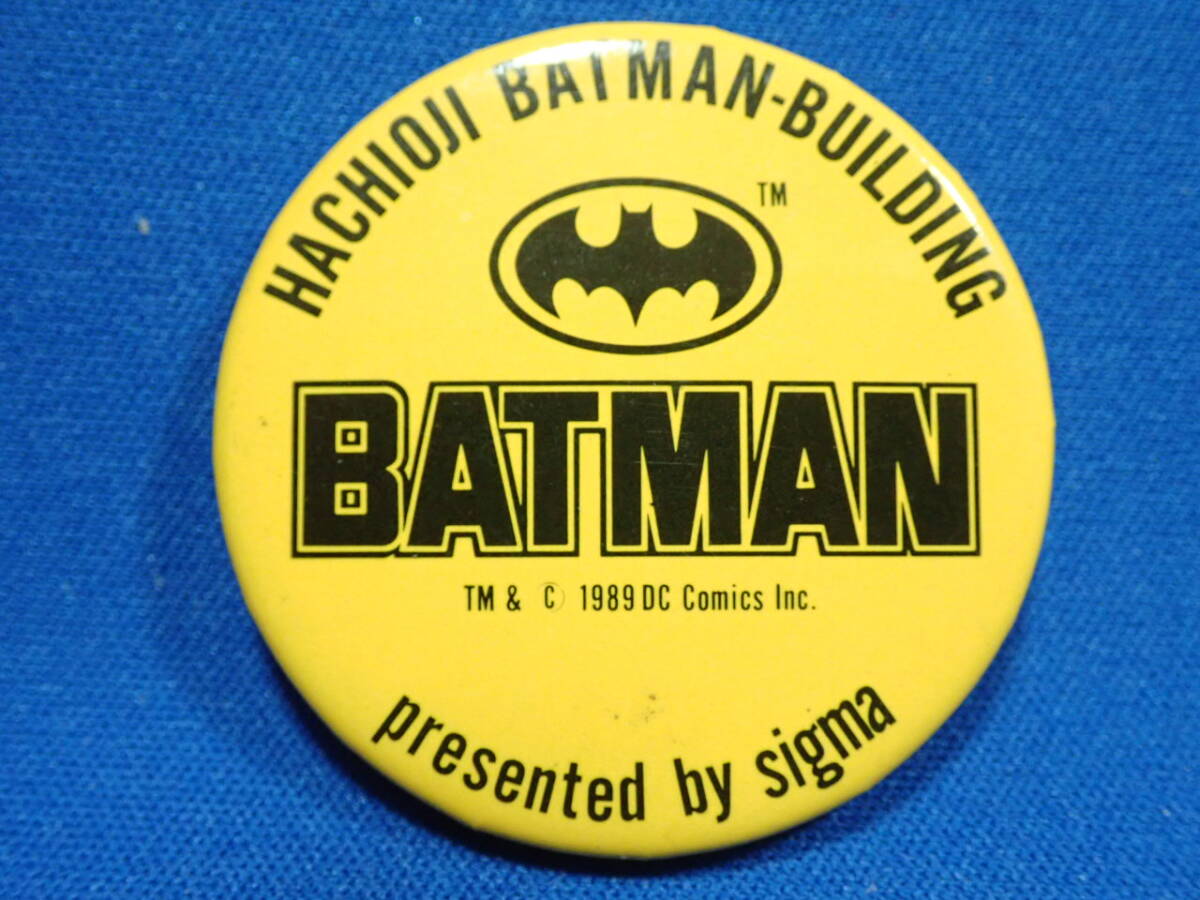 HACHIOJI BATMAN-BUILDING
TM
BATMAN
TM & © 1989 DC Comics Inc.
presented by sigma